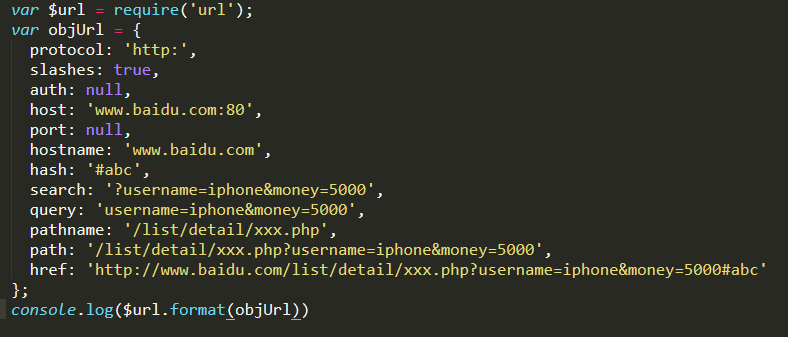 var $url = require('url');
var objUrl = {
  protocol: 'http:',
  slashes: true,
  auth: null,
  host: 'www.baidu.com:80',
  port: null,
  hostname: 'www.baidu.com',
  hash: '#abc',
  search: '?username=iphone&money=5000',
  query: 'username=iphone&money=5000',
  pathname: '/list/detail/xxx.php',
  path: '/list/detail/xxx.php?username=iphone&money=5000',
  href: 'http://www.baidu.com/list/detail/xxx.php?username=iphone&money=5000#abc'
};
console.log($url.format(objUrl))